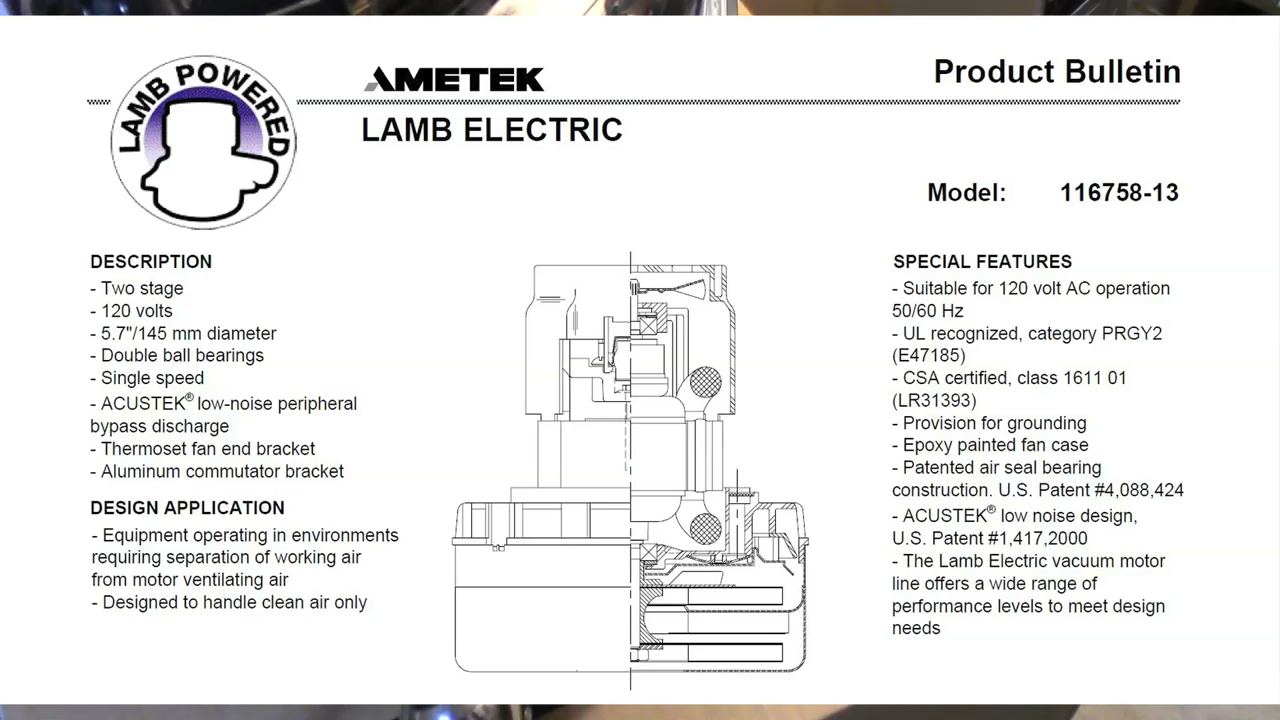 LAMB POWERED
AMETEK
LAMB ELECTRIC
Product Bulletin
Model: 116758-13
DESCRIPTION
- Two stage
- 120 volts
- 5.7"/145 mm diameter
- Double ball bearings
- Single speed
- ACUSTEK® low-noise peripheral
bypass discharge
- Thermoset fan end bracket
- Aluminum commutator bracket
DESIGN APPLICATION
- Equipment operating in environments
requiring separation of working air
from motor ventilating air
- Designed to handle clean air only
SPECIAL FEATURES
- Suitable for 120 volt AC operation
50/60 Hz
- UL recognized, category PRGY2
(E47185)
- CSA certified, class 1611 01
(LR31393)
- Provision for grounding
- Epoxy painted fan case
- Patented air seal bearing
construction. U.S. Patent #4,088,424
- ACUSTEK® low noise design,
U.S. Patent #1,417,2000
- The Lamb Electric vacuum motor
line offers a wide range of
performance levels to meet design
needs